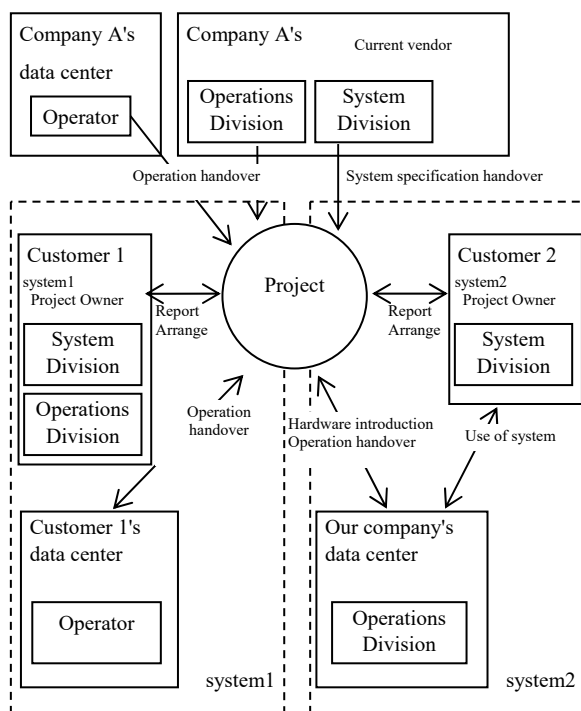 Company A's
data center
Operator
Company A's
Current vendor
Operations
Division
System
Division
Operation handover
System specification handover
Customer 1
system1
Project Owner
System
Division
Operations
Division
Report
Arrange
Project
Report
Arrange
Customer 2
system2
Project Owner
System
Division
Operation
handover
Hardware introduction
Operation handover
Use of system
Customer 1's
data center
Operator
system1
Our company's
data center
Operations
Division
system2